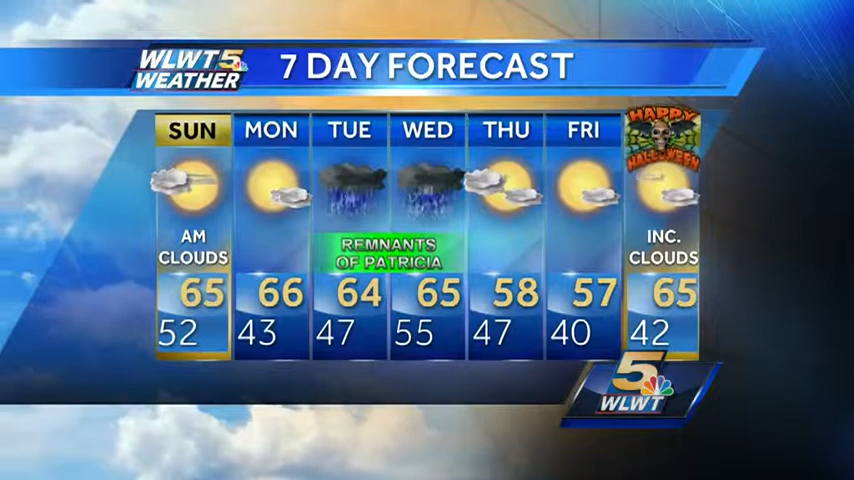 WLWT 5
WEATHER
7 DAY FORECAST
SUN MON TUE WED THU FRI
HAPPY
HALLOWEEN
AM
CLOUDS
REMNANTS
OF PATRICIA
INC.
CLOUDS
65 66 64 65 58 57 65
52 43 47 55 47 40 42
5
WLWT